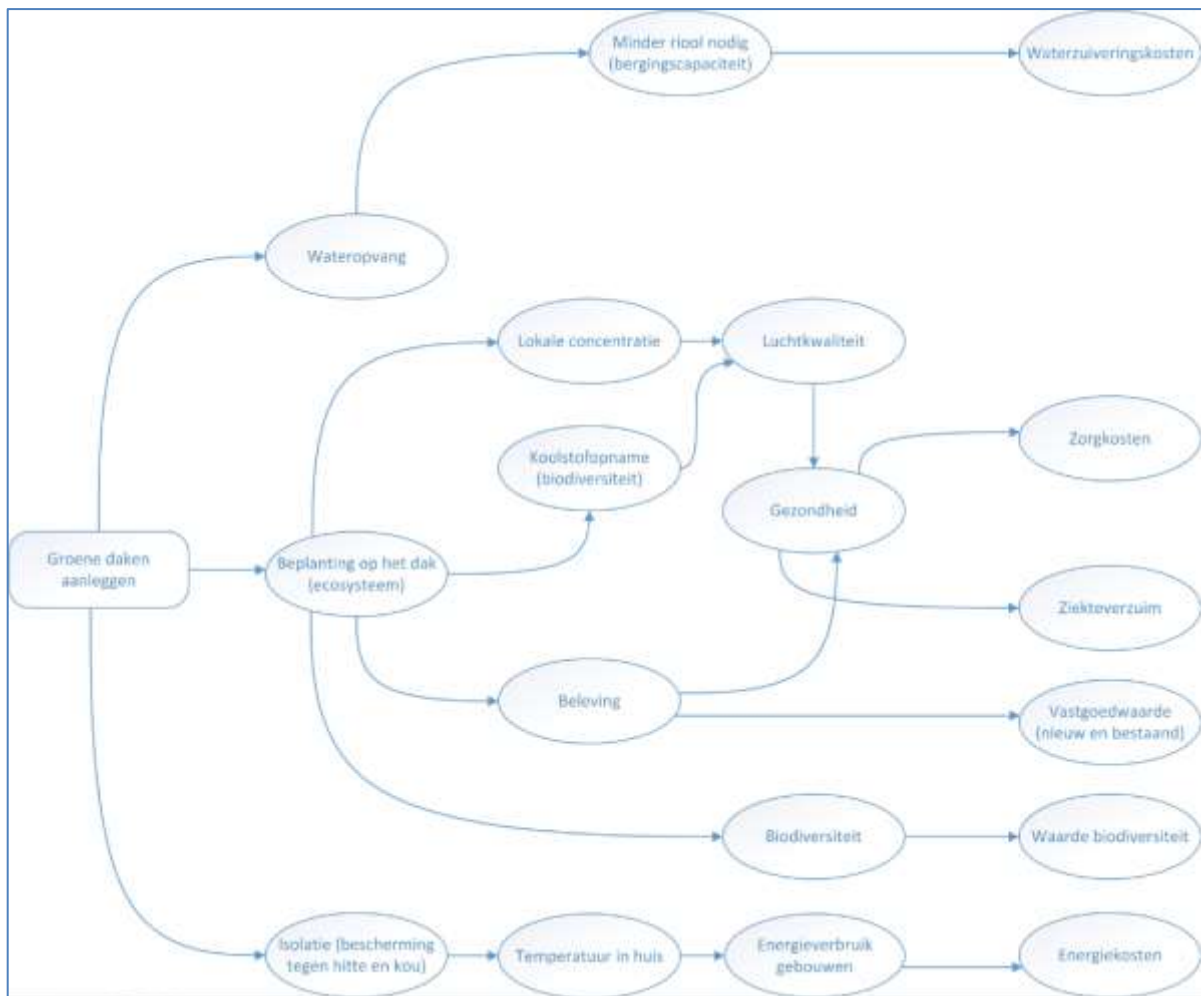 Minder riool nodig
(bergingscapaciteit)
Waterzuiveringskosten
Wateropvang
Lokale concentratie
Luchtkwaliteit
Koolstofopname
(biodiversiteit)
Zorgkosten
Gezondheid
Groene daken
aanleggen
Beplanting op het dak
(ecosysteem)
Ziekteverzuim
Beleving
Vastgoedwaarde
(nieuw en bestaand)
Biodiversiteit
Waarde biodiversiteit
Isolatie (bescherming
tegen hitte en kou)
Temperatuur in huis
Energieverbruik
gebouwen
Energiekosten